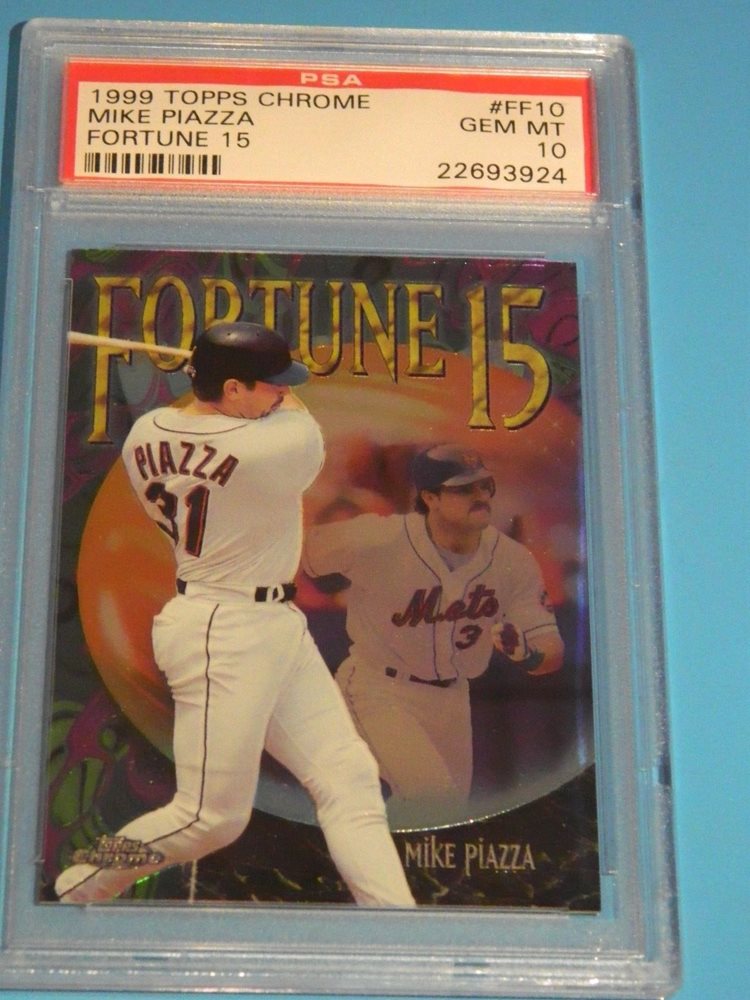 PSA
1999 TOPPS CHROME #FF10
MIKE PIAZZA GEM MT
FORTUNE 15 10
22693924
FORTUNE 15
PIAZZA
31
Mets
3
Topps
Chrome
MIKE PIAZZA